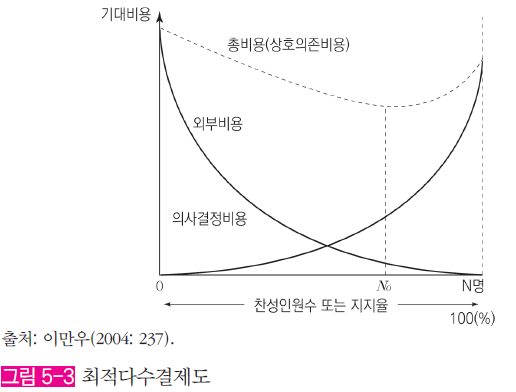 기대비용
총비용(상호의존비용)
외부비용
의사결정비용
0
N₀
N명
찬성인원수 또는 지지율
100(%)
출처: 이만우(2004: 237).
그림 5-3 최적다수결제도